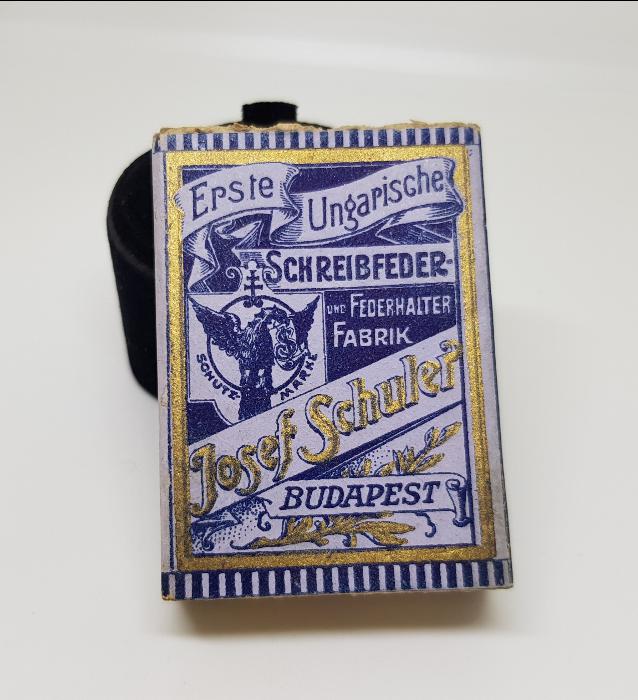 Erste Ungarische
SCHREIBFEDER-
UND FEDERHALTER
FABRIK
SCHUTZ MARKE
Josef Schuler
BUDAPEST